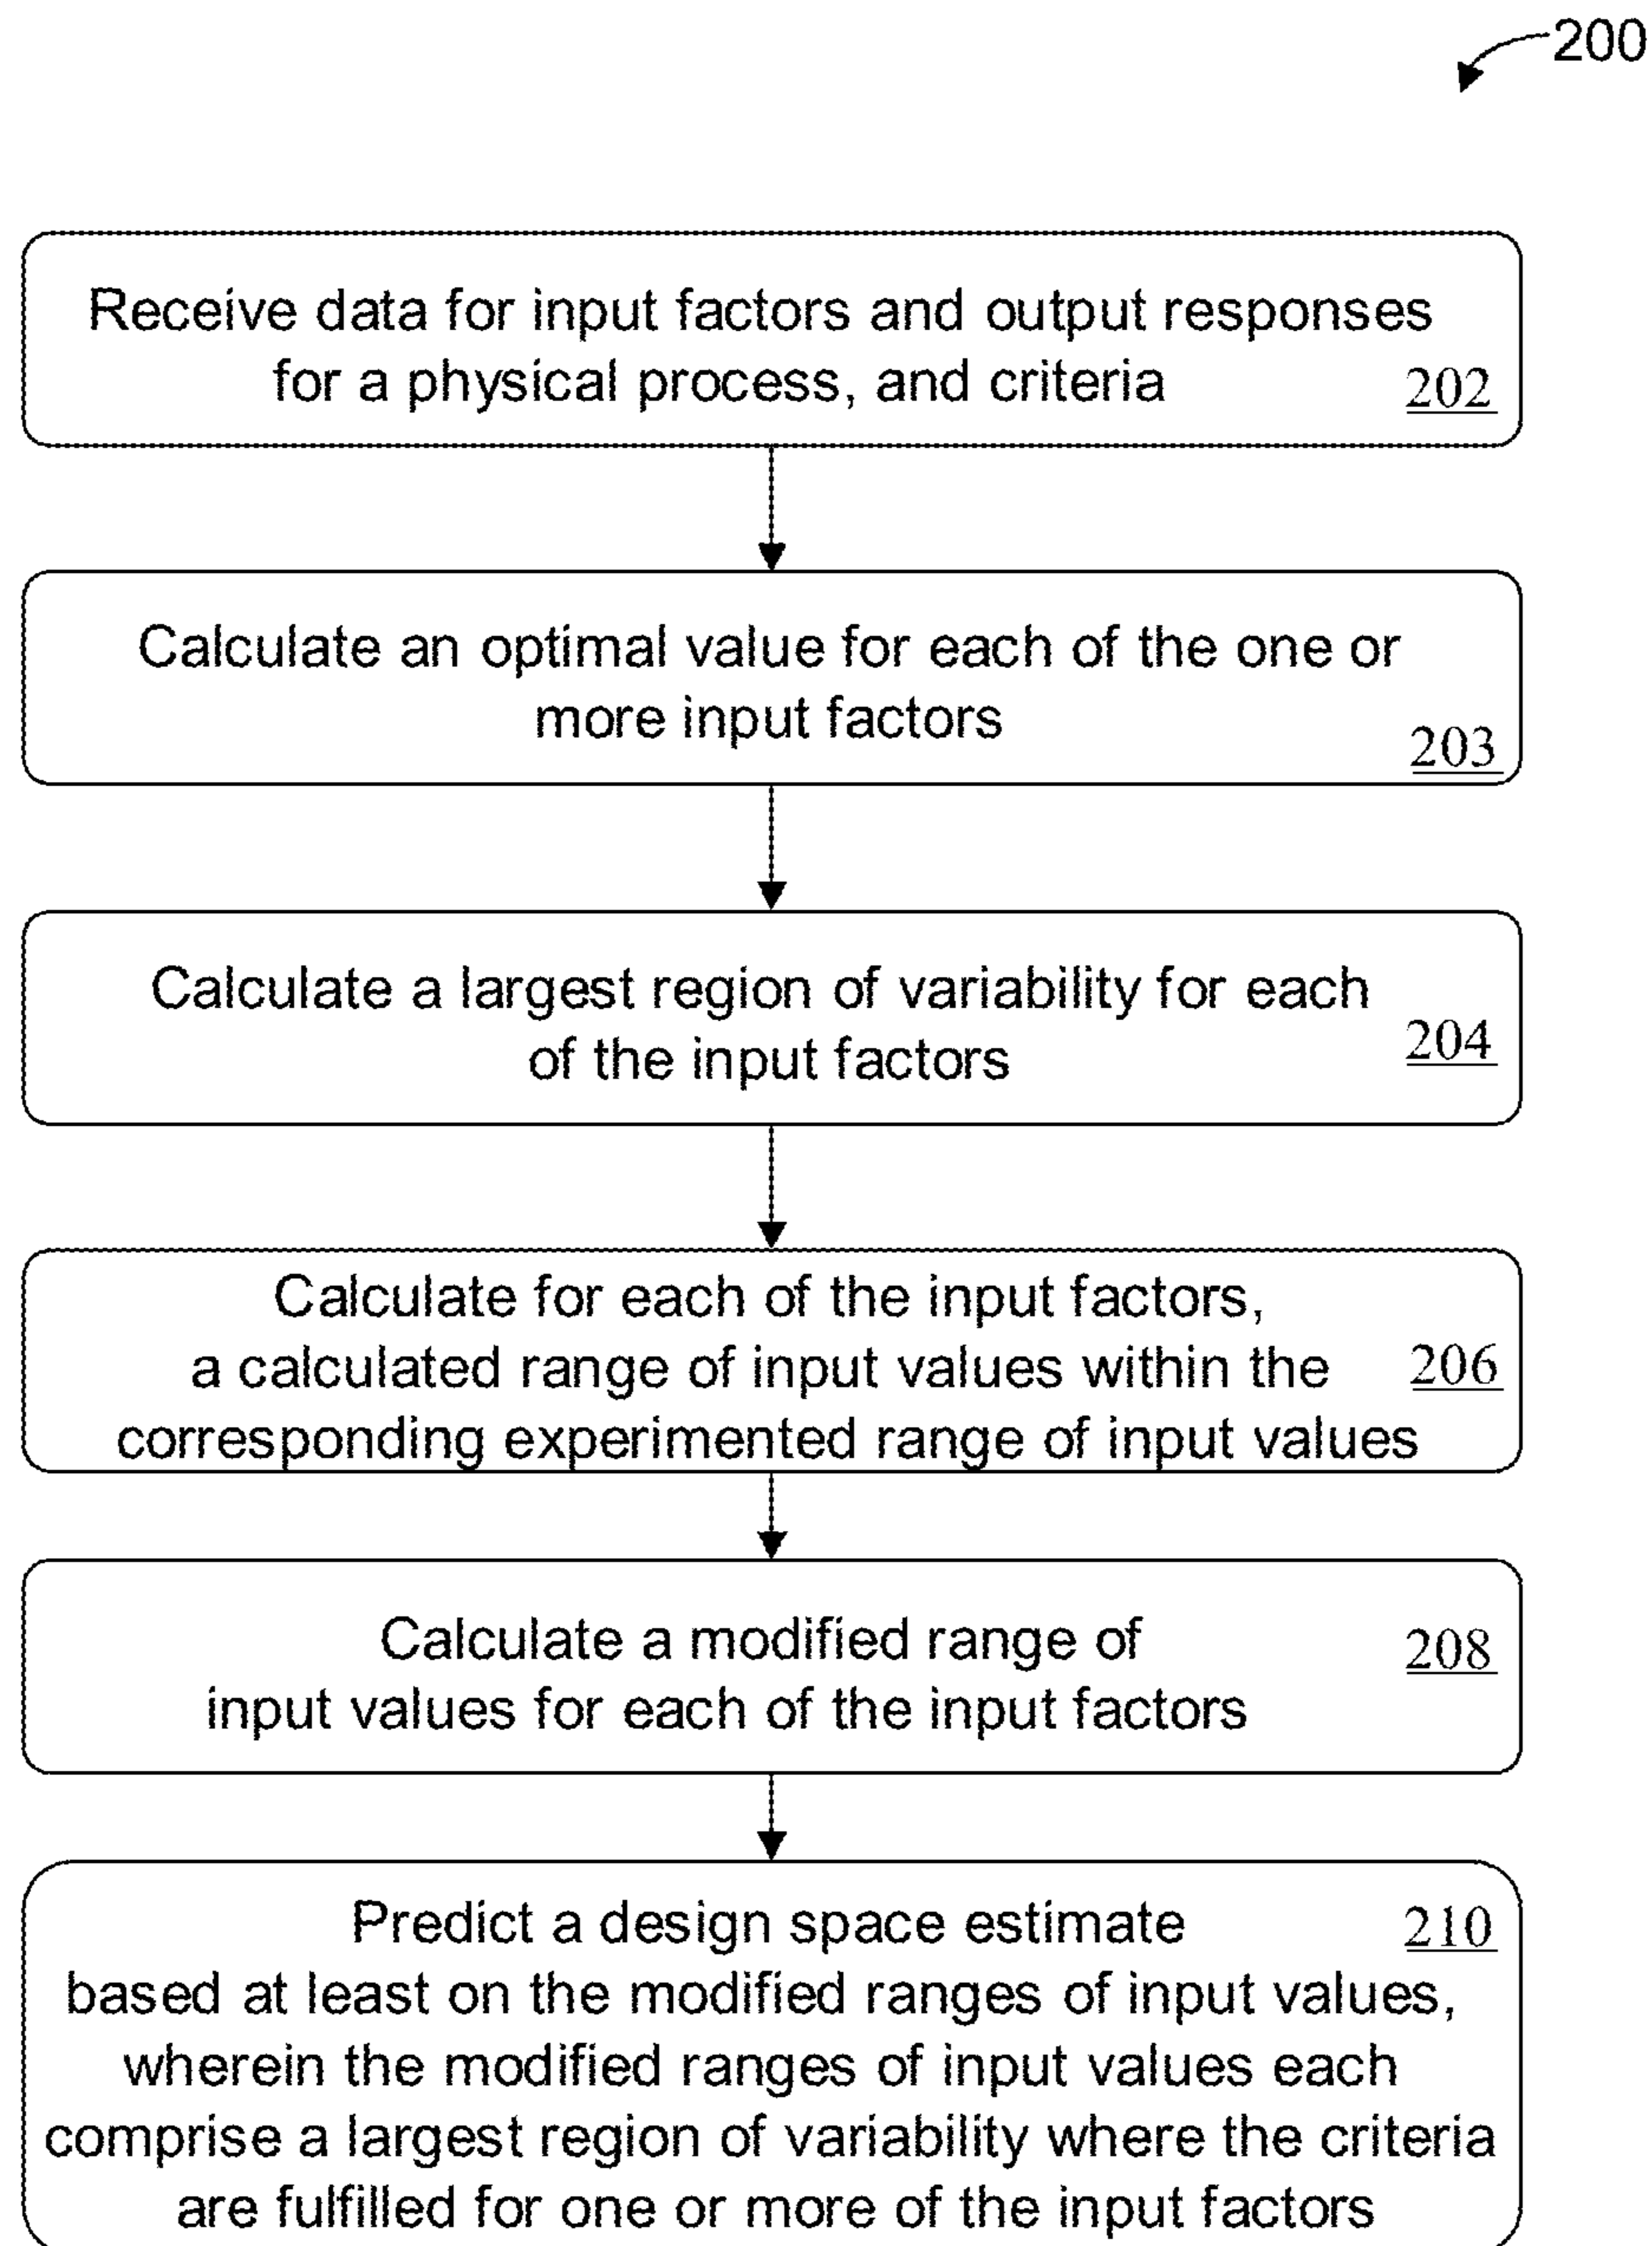 200
Receive data for input factors and output responses
for a physical process, and criteria
202
Calculate an optimal value for each of the one or
more input factors
203
Calculate a largest region of variability for each
of the input factors
204
Calculate for each of the input factors,
a calculated range of input values within the
206
corresponding experimented range of input values
Calculate a modified range of
208
input values for each of the input factors
Predict a design space estimate
210
based at least on the modified ranges of input values,
wherein the modified ranges of input values each
comprise a largest region of variability where the criteria
are fulfilled for one or more of the input factors